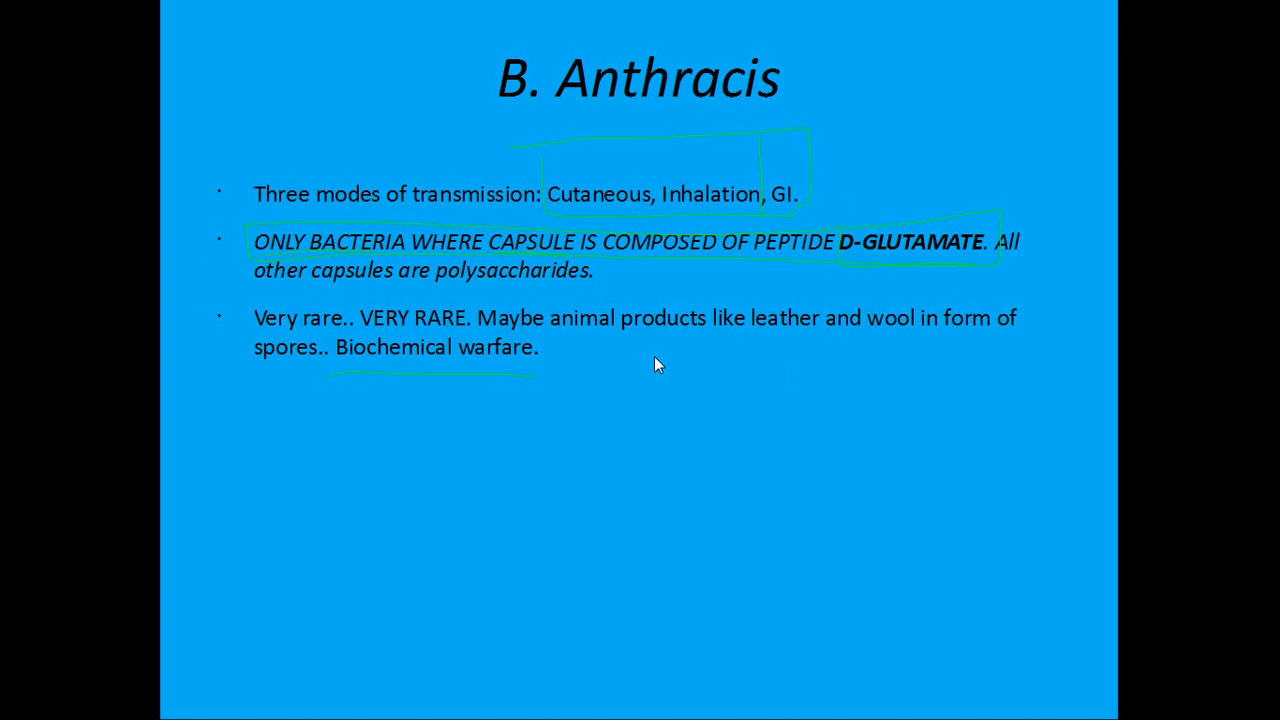 B. Anthracis
· Three modes of transmission: Cutaneous, Inhalation, GI.
· ONLY BACTERIA WHERE CAPSULE IS COMPOSED OF PEPTIDE D-GLUTAMATE. All
other capsules are polysaccharides.
· Very rare.. VERY RARE. Maybe animal products like leather and wool in form of
spores.. Biochemical warfare.